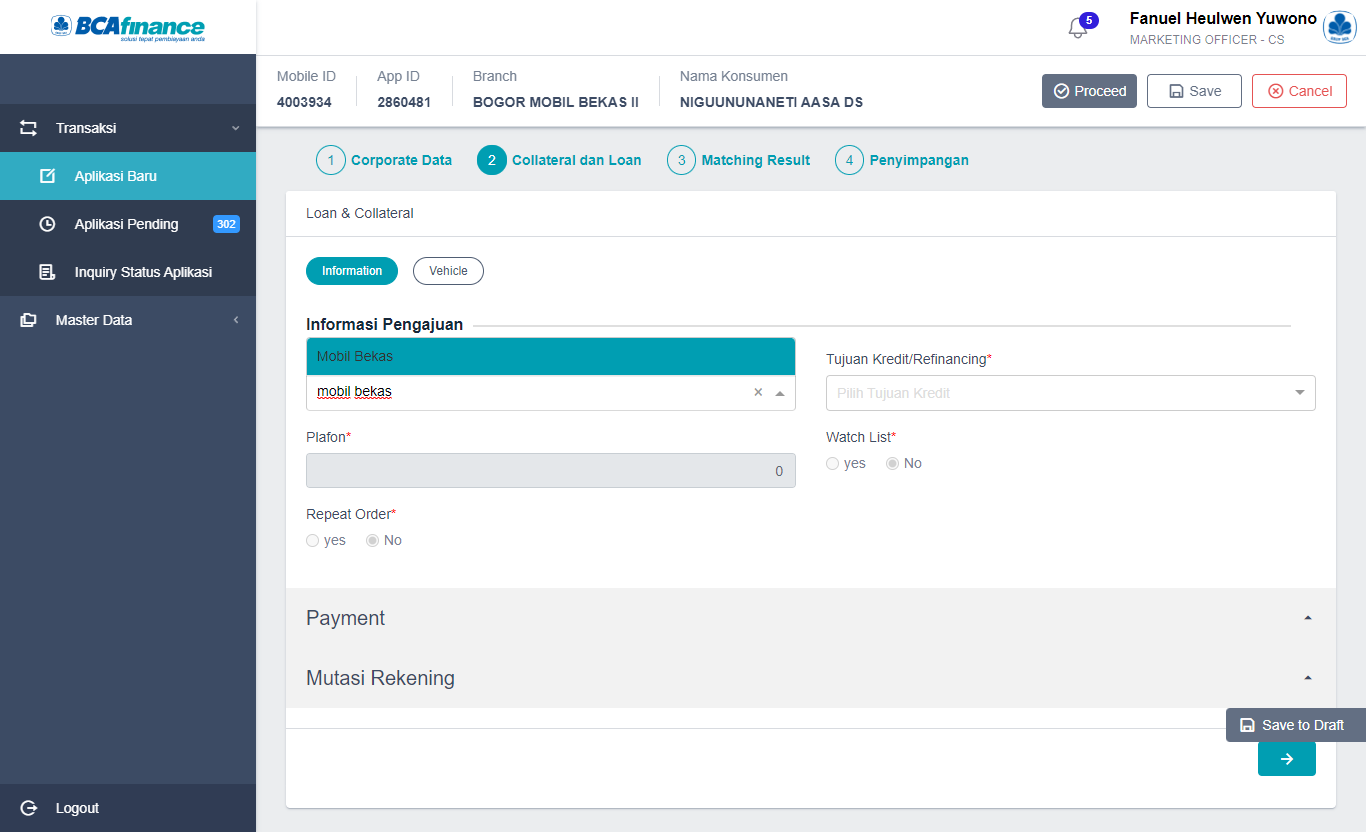 BCAfinance
solusi tepat pembiayaan anda
5
Fanuel Heulwen Yuwono
MARKETING OFFICER - CS
Mobile ID
4003934
App ID
2860481
Branch
BOGOR MOBIL BEKAS II
Nama Konsumen
NIGUUNUNANETI AASA DS
Proceed
Save
Cancel
Transaksi
Aplikasi Baru
Aplikasi Pending 302
Inquiry Status Aplikasi
Master Data
Logout
1 Corporate Data
2 Collateral dan Loan
3 Matching Result
4 Penyimpangan
Loan & Collateral
Information
Vehicle
Informasi Pengajuan
Mobil Bekas
mobil bekas
Tujuan Kredit/Refinancing*
Pilih Tujuan Kredit
Plafon*
0
Watch List*
yes No
Repeat Order*
yes No
Payment
Mutasi Rekening
Save to Draft